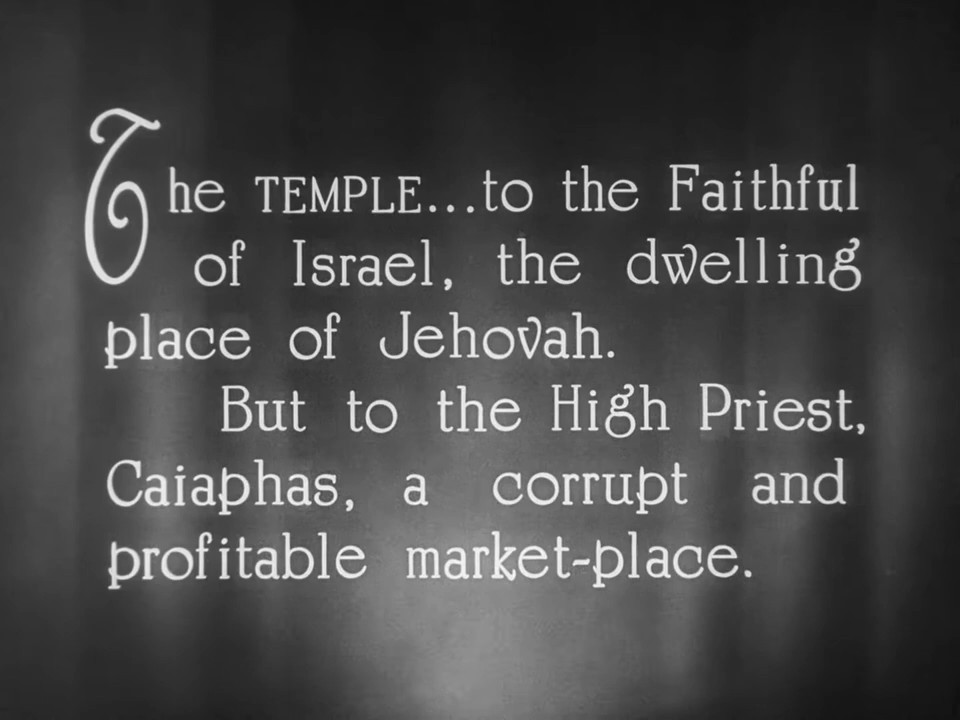 The TEMPLE...to the Faithful
of Israel, the dwelling
place of Jehovah.
But to the High Priest,
Caiaphas, a corrupt and
profitable market-place.